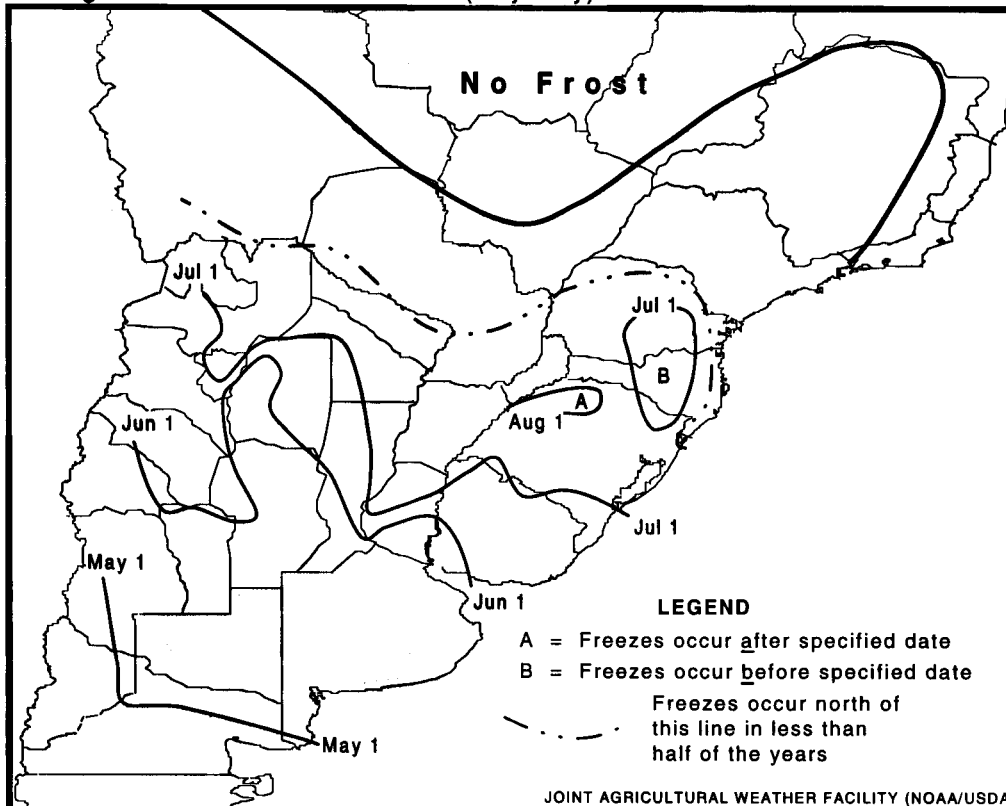 No Frost
Jul 1
Jul 1
B
A
Aug 1
Jun 1
Jul 1
May 1
Jun 1
LEGEND
A = Freezes occur after specified date
B = Freezes occur before specified date
Freezes occur north of
this line in less than
half of the years
May 1
JOINT AGRICULTURAL WEATHER FACILITY (NOAA/USDA